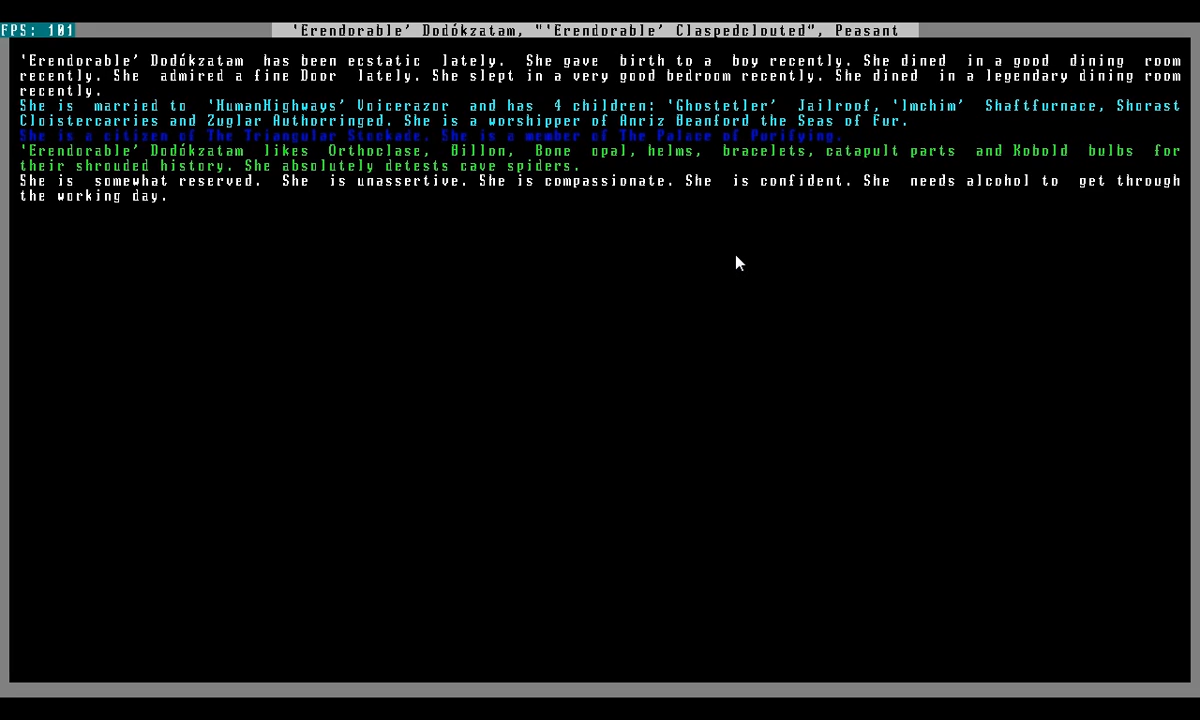 FPS: 101
'Erendorable' Dodókzatam, "'Erendorable' Claspedclouted", Peasant
'Erendorable' Dodókzatam has been ecstatic lately. She gave birth to a boy recently. She dined in a good dining room
recently. She admired a fine Door lately. She slept in a very good bedroom recently. She dined in a legendary dining room
recently.
She is married to 'HumanHighways' Voicerazor and has 4 children: 'Ghostetler' Jailroof, 'Imchim' Shaftfurnace, Shorast
Cloistercarries and Zuglar Authorringed. She is a worshipper of Anriz Beanford the Seas of Fur.
She is a citizen of The Triangular Stockade. She is a member of The Palace of Purifying.
'Erendorable' Dodókzatam likes Orthoclase, Billon, Bone opal, helms, bracelets, catapult parts and Kobold bulbs for
their shrouded history. She absolutely detests cave spiders.
She is somewhat reserved. She is unassertive. She is compassionate. She is confident. She needs alcohol to get through
the working day.